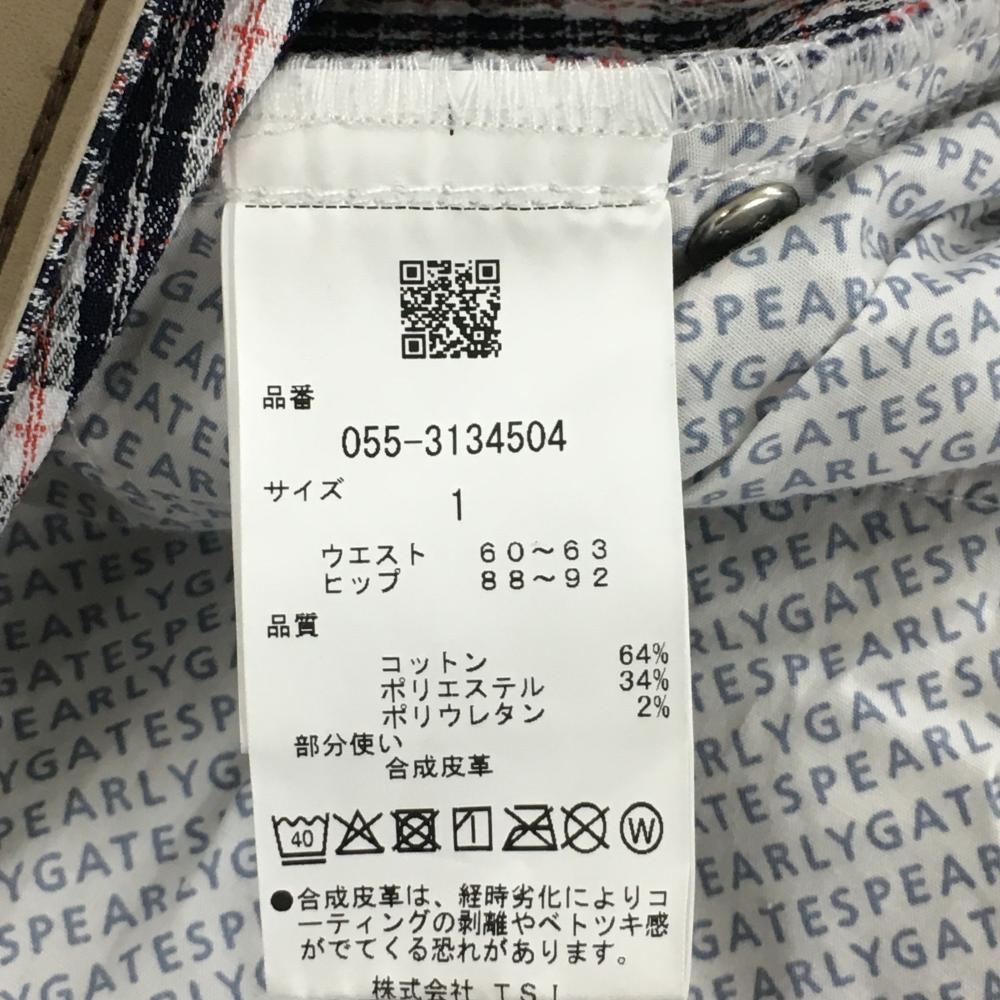 品番
055-3134504
サイズ
1
ウエスト 60～63
ヒップ 88～92
品質
コットン 64%
ポリエステル 34%
ポリウレタン 2%
部分使い
合成皮革
40 W
●合成皮革は、経時劣化によりコ
ーティングの剥離やベトツキ感
がでてくる恐れがあります。
株式会社 TSI
PEARLYGATES